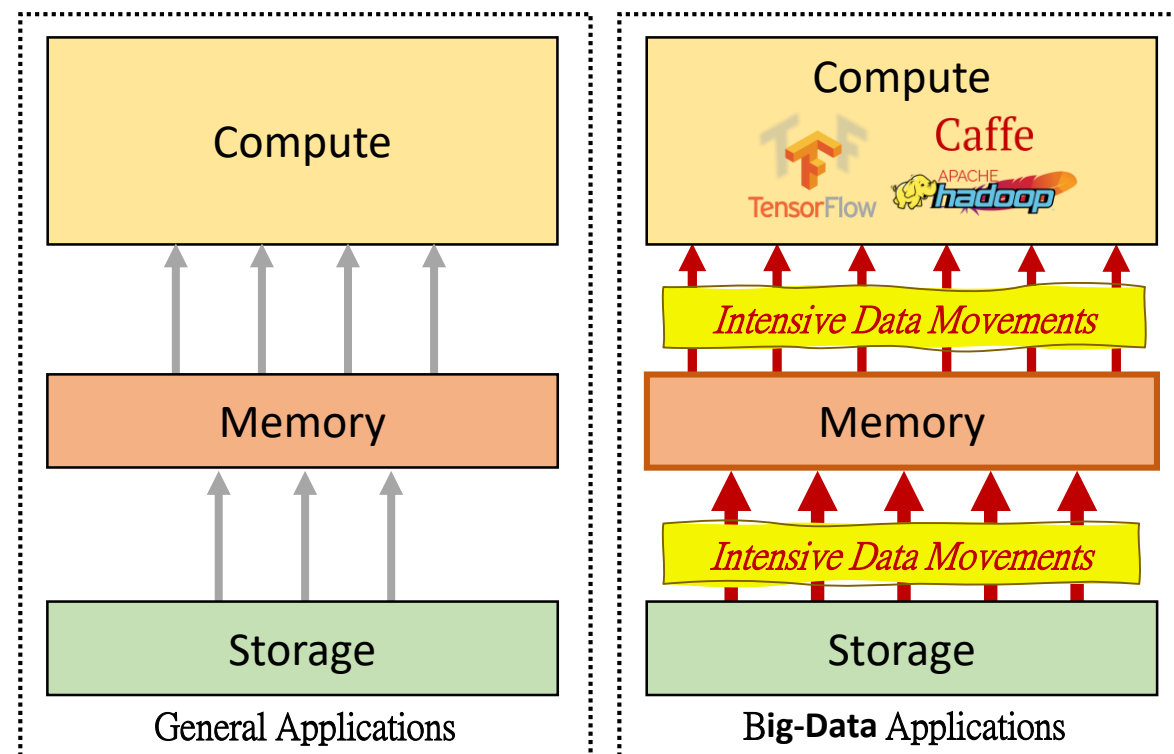 Compute
Memory
Storage
General Applications
Compute
TensorFlow
Caffe
APACHE
hadoop
Intensive Data Movements
Memory
Intensive Data Movements
Storage
Big-Data Applications